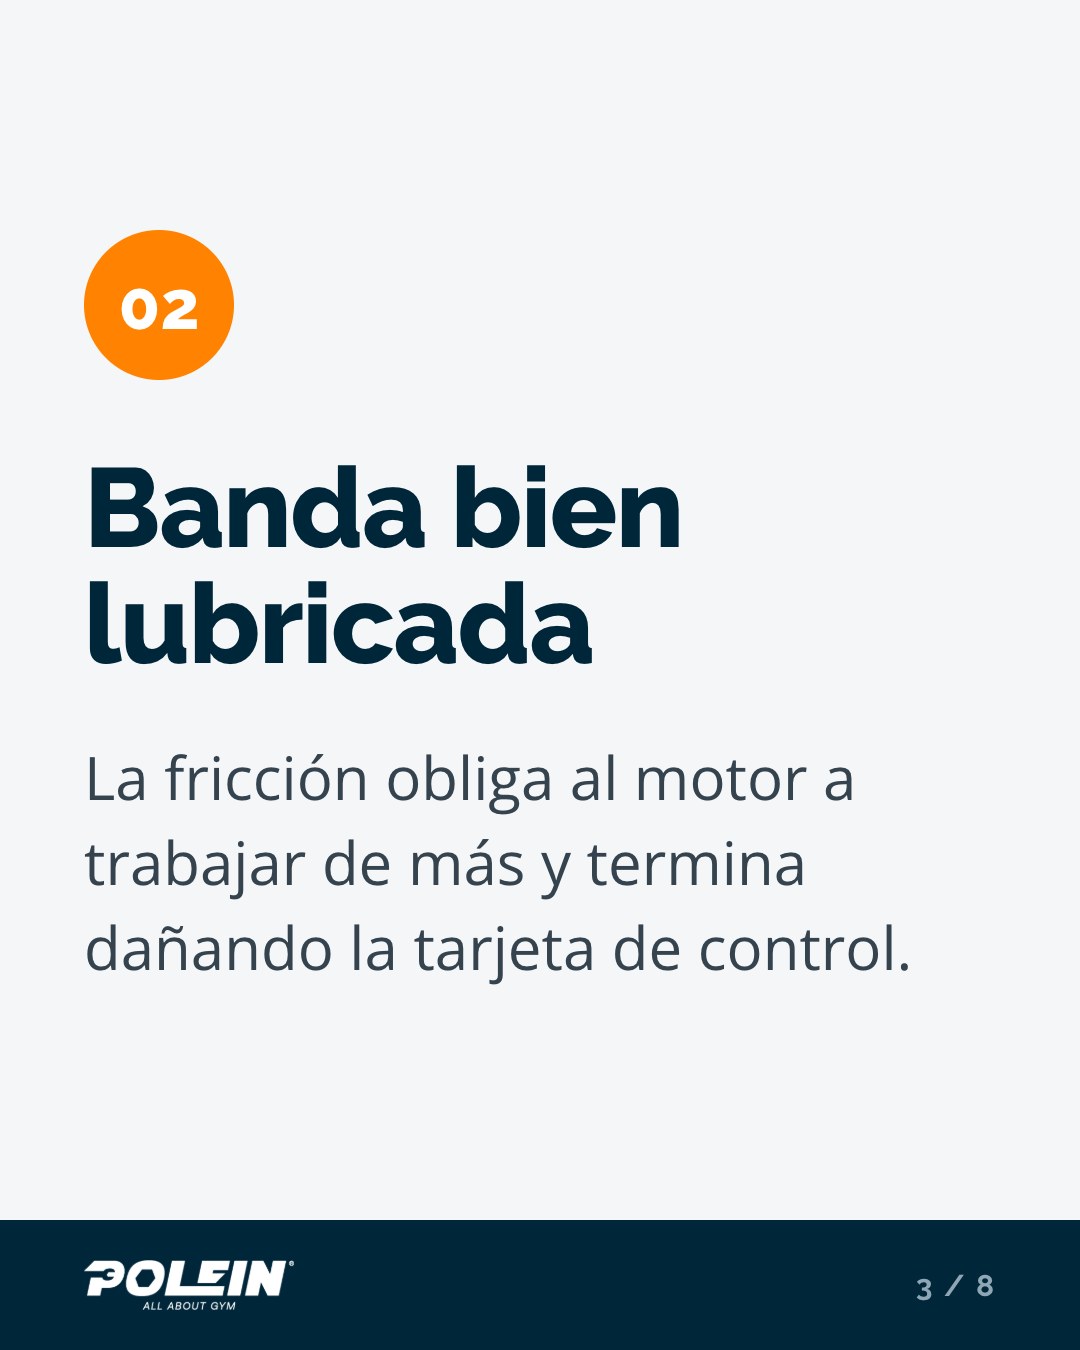 02
Banda bien
lubricada
La fricción obliga al motor a
trabajar de más y termina
dañando la tarjeta de control.
POLEIN®
ALL ABOUT GYM
3 / 8